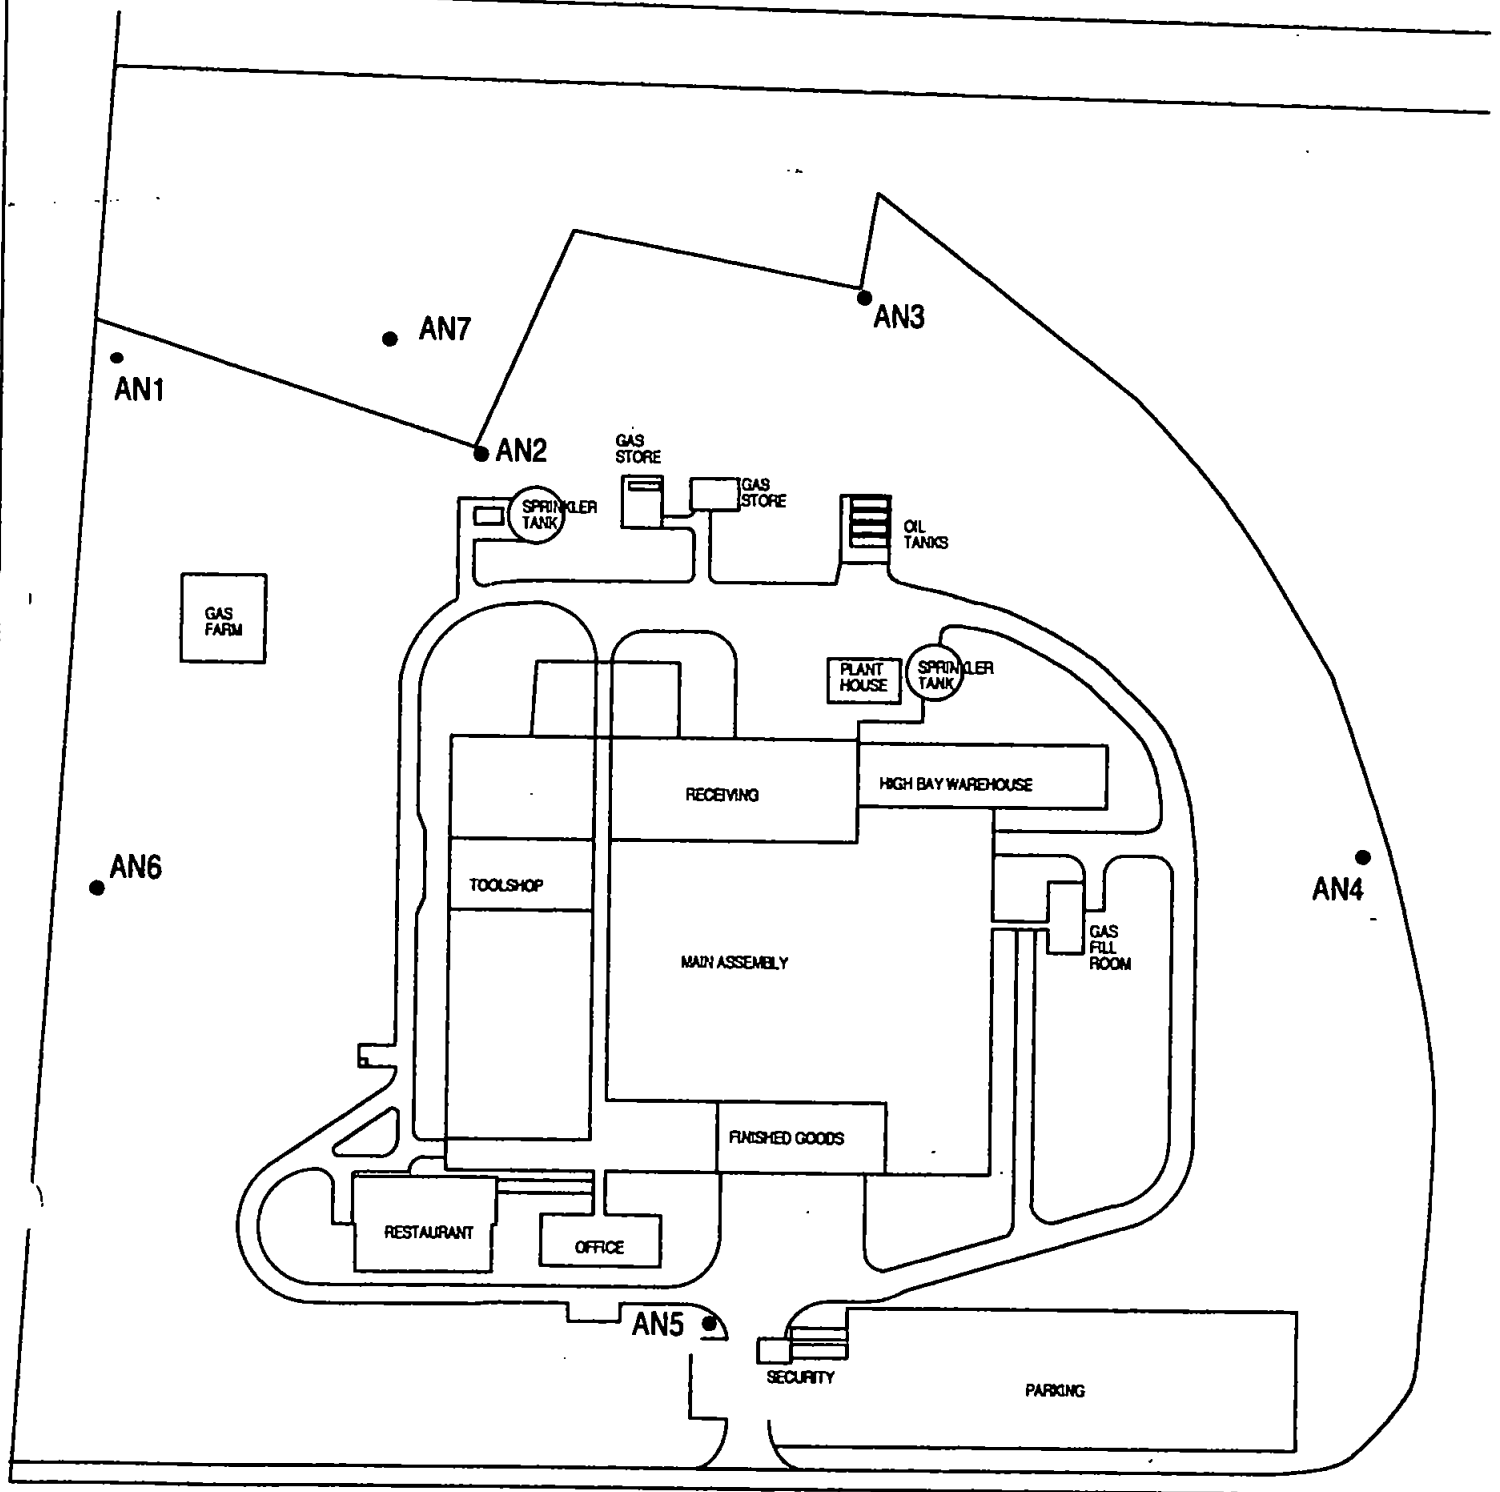 AN7
AN3
AN1
AN2
GAS
STORE
GAS
STORE
SPRINKLER
TANK
OIL
TANKS
GAS
FARM
PLANT
HOUSE
SPRINKLER
TANK
RECEIVING
HIGH BAY WAREHOUSE
AN6
TOOLSHOP
AN4
GAS
FILL
ROOM
MAIN ASSEMBLY
FINISHED GOODS
RESTAURANT
OFFICE
AN5
SECURITY
PARKING